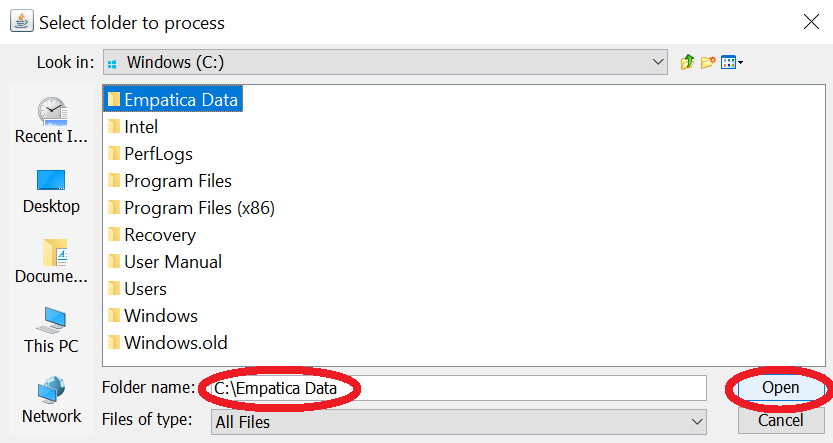 Select folder to process
Look in: Windows (C:)
Recent I...
Desktop
Docume...
This PC
Network
Empatica Data
Intel
PerfLogs
Program Files
Program Files (x86)
Recovery
User Manual
Users
Windows
Windows.old
Folder name: C:\Empatica Data Open
Files of type: All Files Cancel